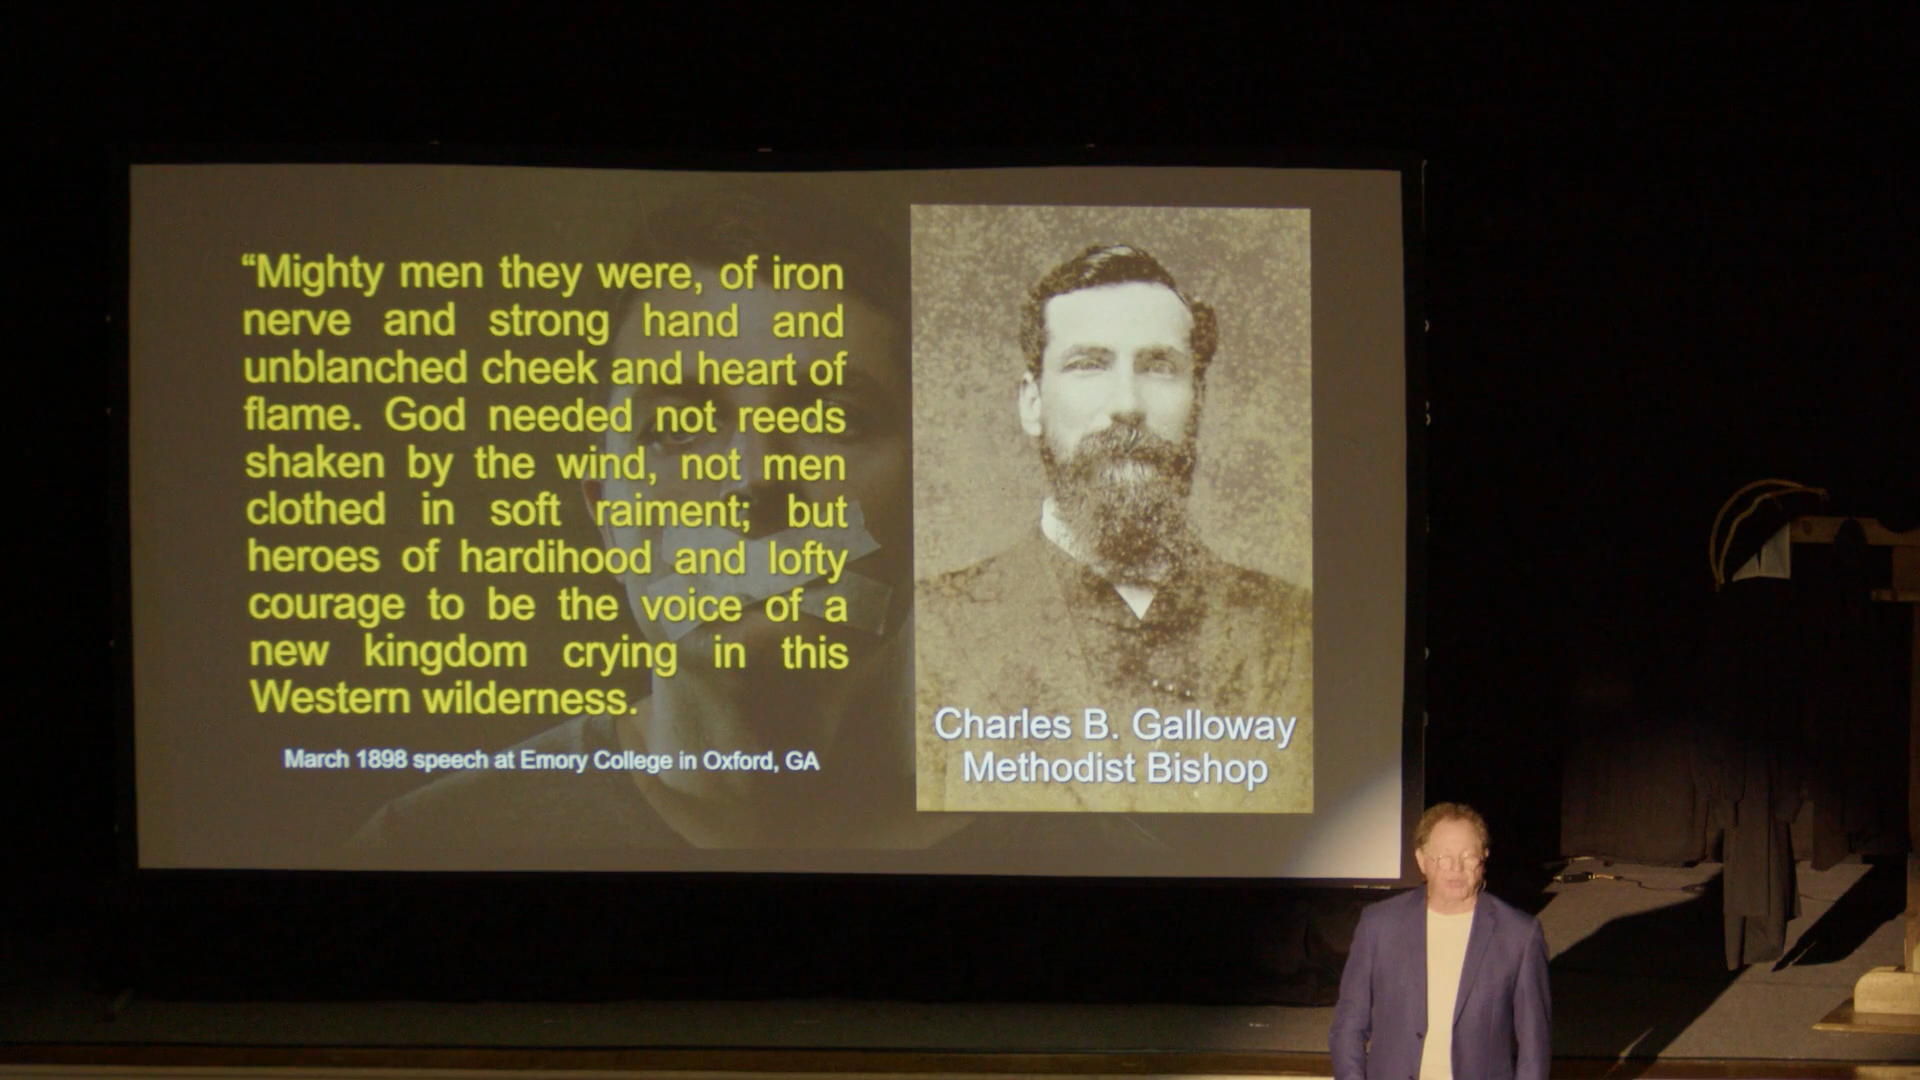 “Mighty men they were, of iron
nerve and strong hand and
unblanched cheek and heart of
flame. God needed not reeds
shaken by the wind, not men
clothed in soft raiment; but
heroes of hardihood and lofty
courage to be the voice of a
new kingdom crying in this
Western wilderness.
March 1898 speech at Emory College in Oxford, GA
Charles B. Galloway
Methodist Bishop